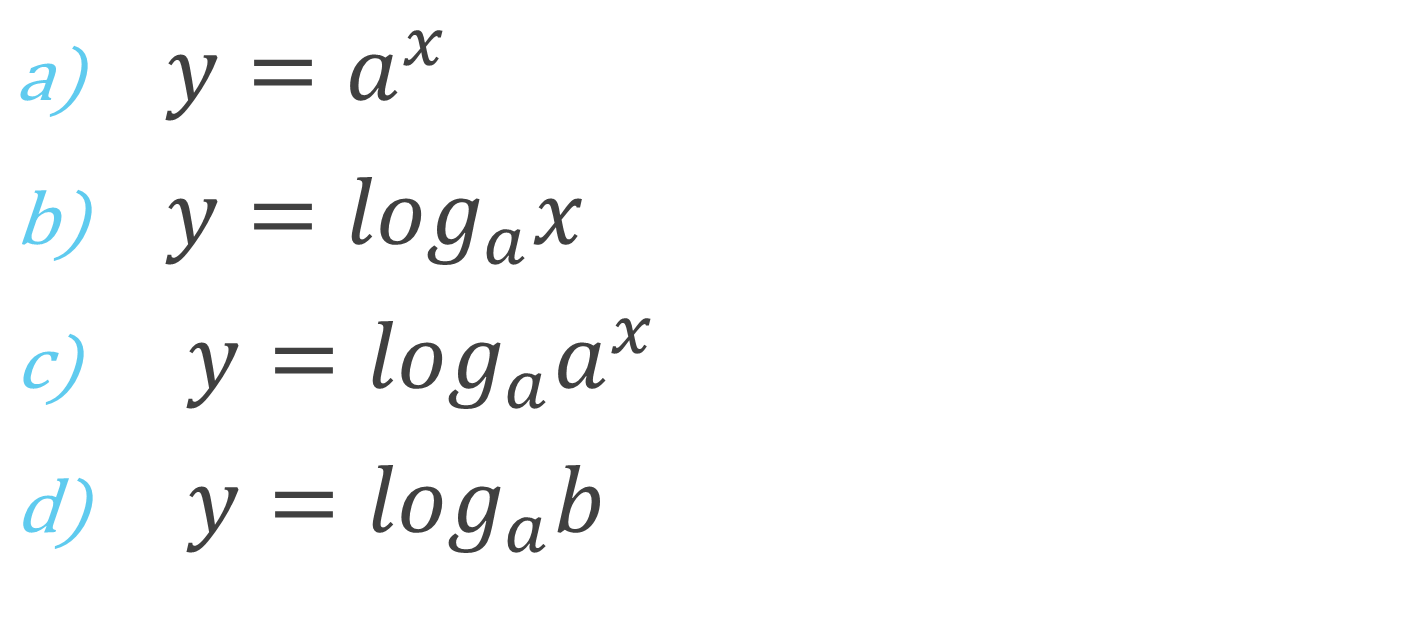 a) y = a^x
b) y = log_a x
c) y = log_a a^x
d) y = log_a b